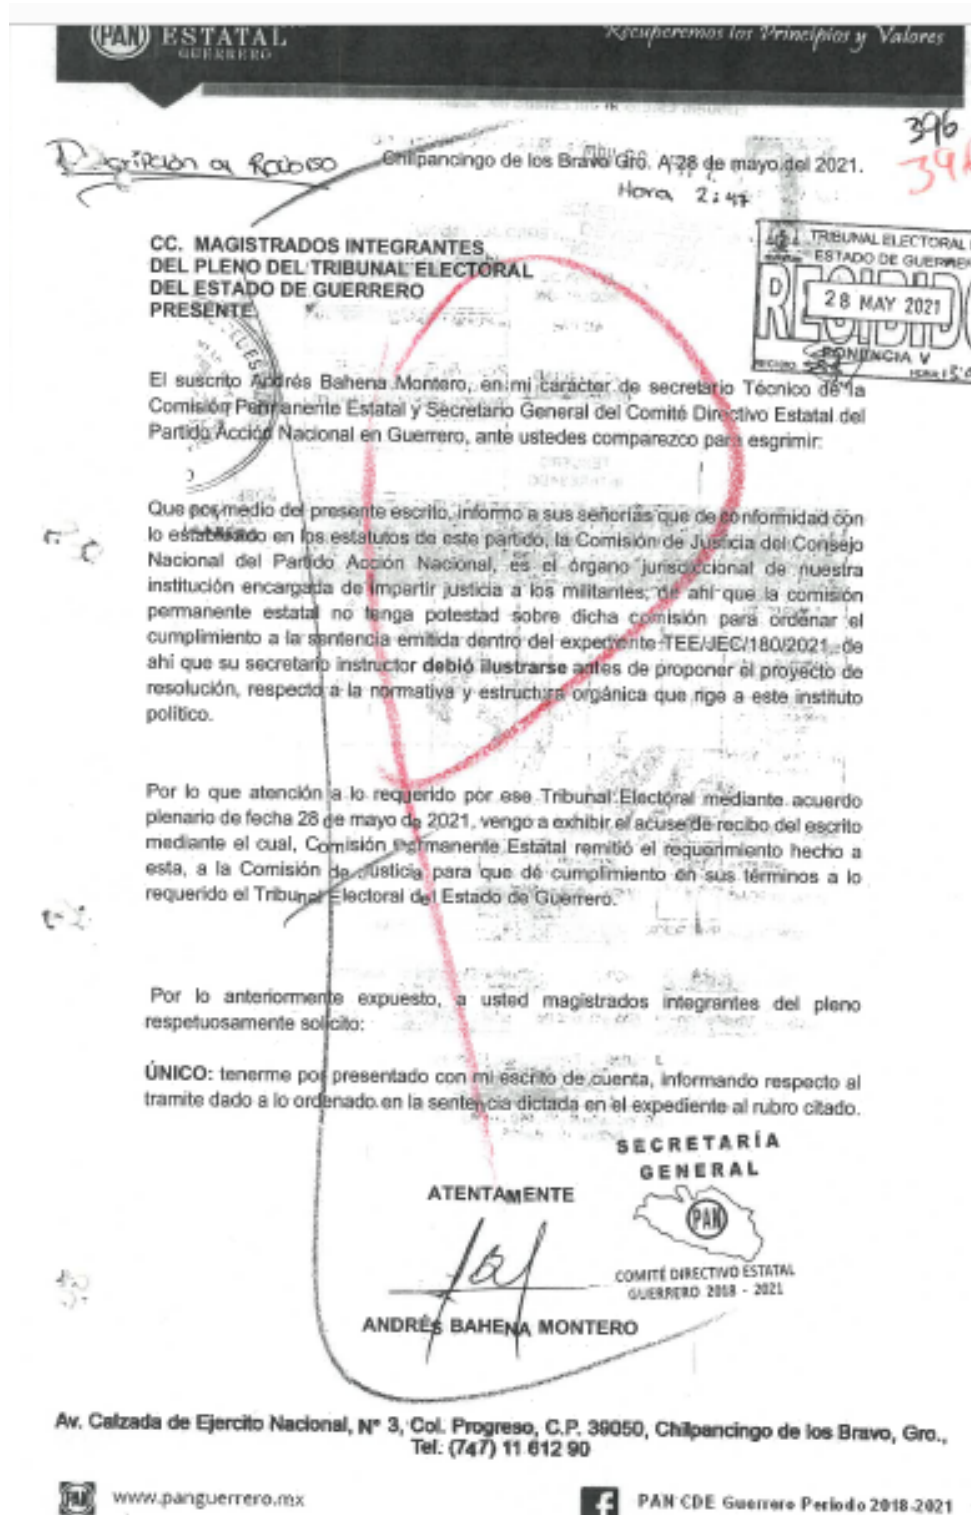 PAN ESTATAL
GUERRERO
Recuperemos los Principios y Valores
396
396
Chilpancingo de los Bravo Gro. A 28 de mayo del 2021.
Hora 2:47
CC. MAGISTRADOS INTEGRANTES
DEL PLENO DEL TRIBUNAL ELECTORAL
DEL ESTADO DE GUERRERO
PRESENTE.
TRIBUNAL ELECTORAL
ESTADO DE GUERRERO
RECIBIDO
28 MAY 2021
PONENCIA V
El suscrito Andrés Bahena Montero, en mi carácter de secretario Técnico de la
Comisión Permanente Estatal y Secretario General del Comité Directivo Estatal del
Partido Acción Nacional en Guerrero, ante ustedes comparezco para esgrimir:
Que por medio del presente escrito, informo a sus señorías que de conformidad con
lo establecido en los estatutos de este partido, la Comisión de Justicia del Consejo
Nacional del Partido Acción Nacional, es el órgano jurisdiccional de nuestra
institución encargada de impartir justicia a los militantes, de ahí que la comisión
permanente estatal no tenga potestad sobre dicha comisión para ordenar el
cumplimiento a la sentencia emitida dentro del expediente TEE/JEC/180/2021, de
ahí que su secretario instructor debió ilustrarse antes de proponer el proyecto de
resolución, respecto a la normativa y estructura orgánica que rige a este instituto
político.
Por lo que atención a lo requerido por ese Tribunal Electoral mediante acuerdo
plenario de fecha 28 de mayo de 2021, vengo a exhibir el acuse de recibo del escrito
mediante el cual, Comisión Permanente Estatal remitió el requerimiento hecho a
esta, a la Comisión de Justicia para que dé cumplimiento en sus términos a lo
requerido el Tribunal Electoral del Estado de Guerrero.
Por lo anteriormente expuesto, a usted magistrados integrantes del pleno
respetuosamente solicito:
ÚNICO: tenerme por presentado con mi escrito de cuenta, informando respecto al
tramite dado a lo ordenado en la sentencia dictada en el expediente al rubro citado.
SECRETARÍA
GENERAL
PAN
COMITÉ DIRECTIVO ESTATAL
GUERRERO 2018 - 2021
ATENTAMENTE
ANDRÉS BAHENA MONTERO
Av. Calzada de Ejercito Nacional, N° 3, Col. Progreso, C.P. 39050, Chilpancingo de los Bravo, Gro.,
Tel: (747) 11 612 90
PAN www.panguerrero.mx
f PAN CDE Guerrero Periodo 2018-2021